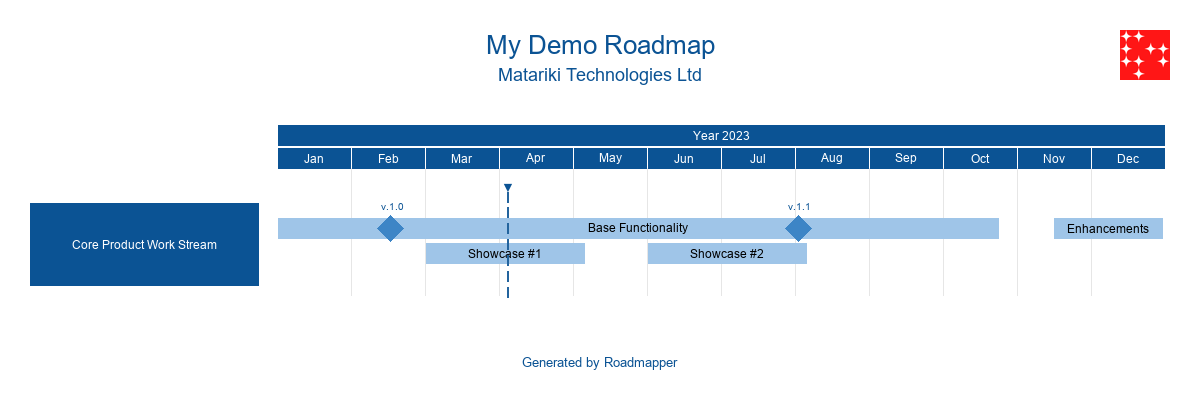 My Demo Roadmap
Matariki Technologies Ltd
Year 2023
Jan Feb Mar Apr May Jun Jul Aug Sep Oct Nov Dec
v.1.0 v.1.1
Core Product Work Stream
Base Functionality Enhancements
Showcase #1 Showcase #2
Generated by Roadmapper